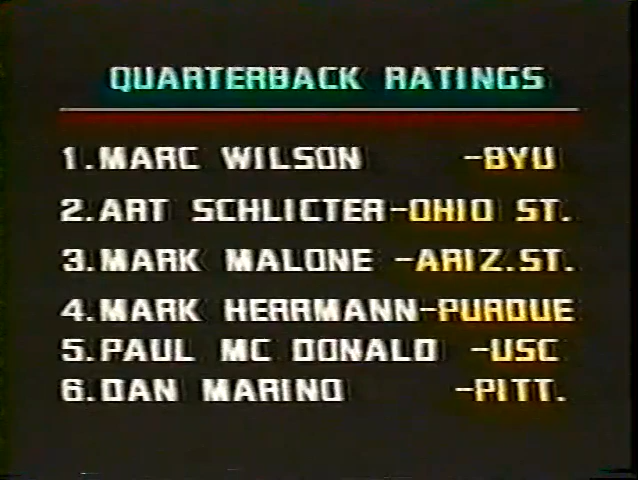 QUARTERBACK RATINGS
1.MARC WILSON -BYU
2.ART SCHLICTER-OHIO ST.
3.MARK MALONE -ARIZ.ST.
4.MARK HERRMANN-PURDUE
5.PAUL MC DONALD -USC
6.DAN MARINO -PITT.